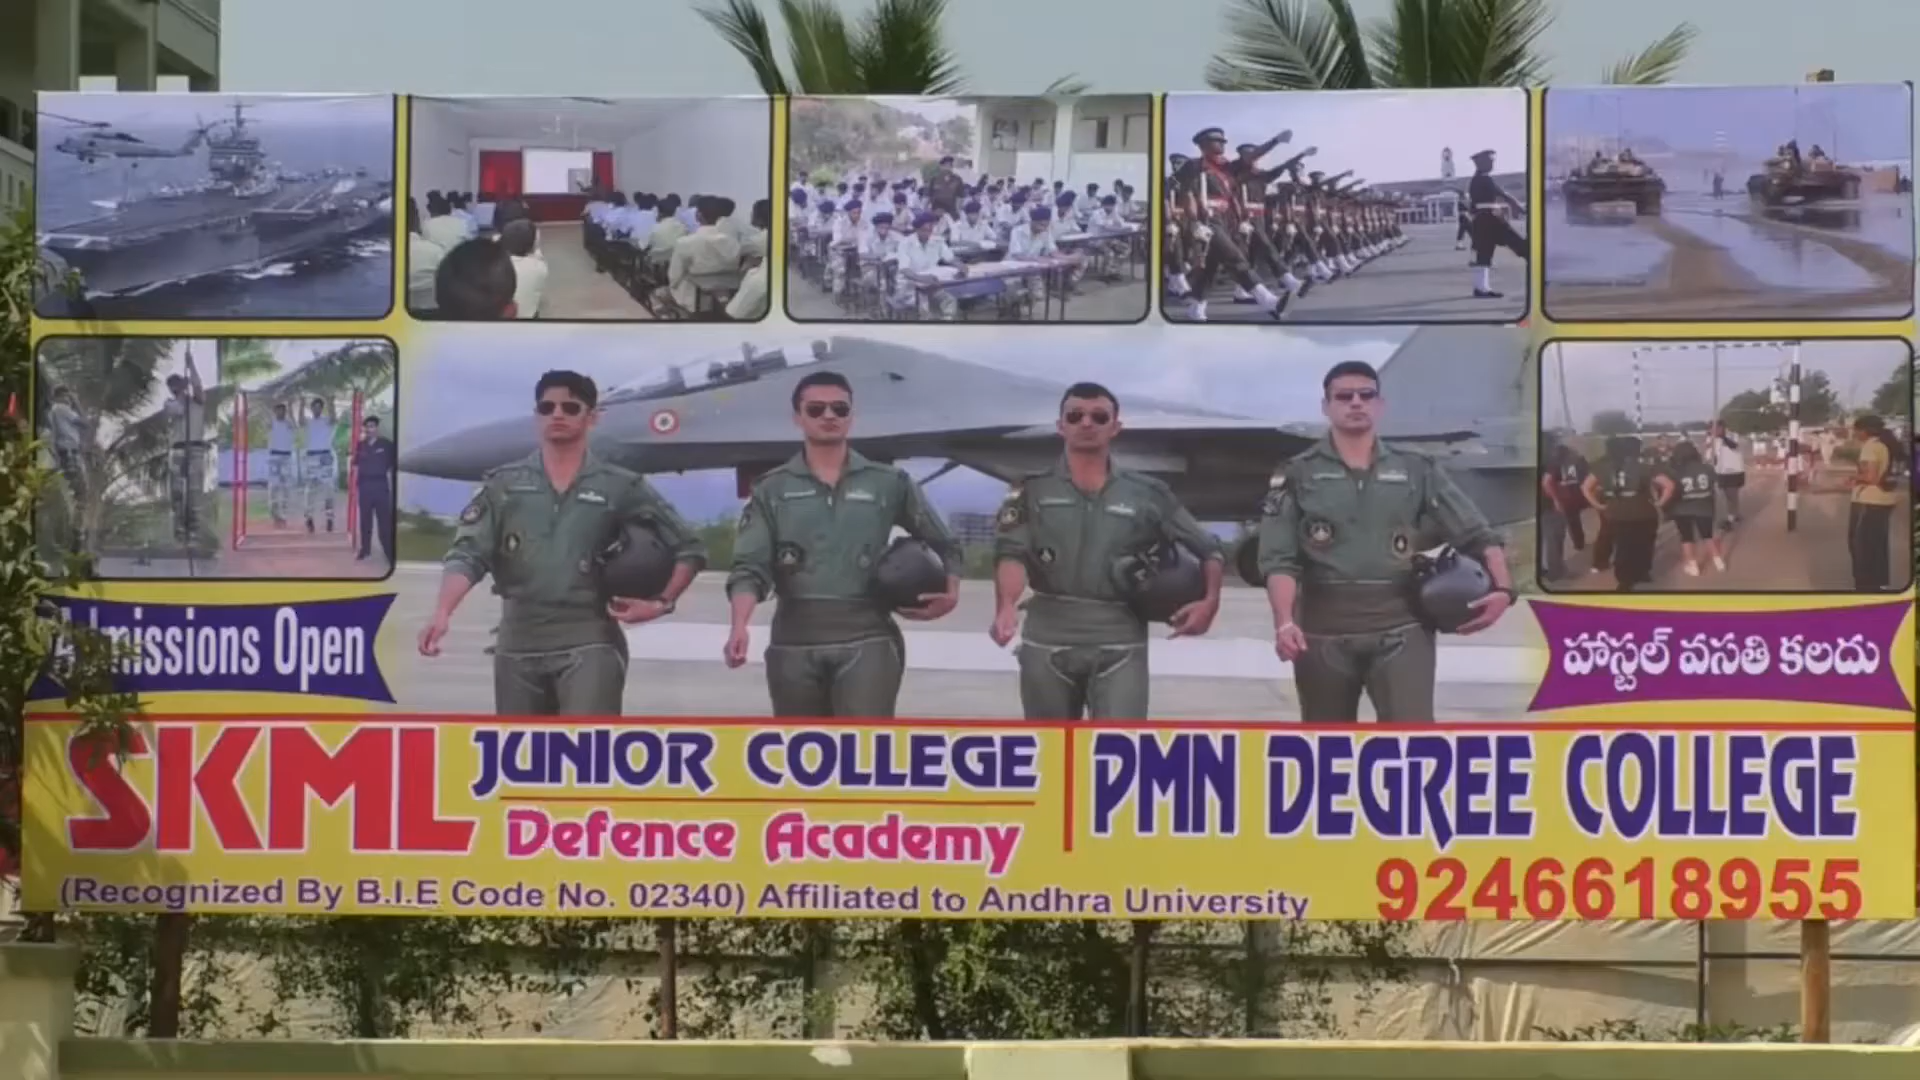 Admissions Open
హాస్టల్ వసతి కలదు
SKML JUNIOR COLLEGE
Defence Academy
PMN DEGREE COLLEGE
(Recognized By B.I.E Code No. 02340) Affiliated to Andhra University
9246618955